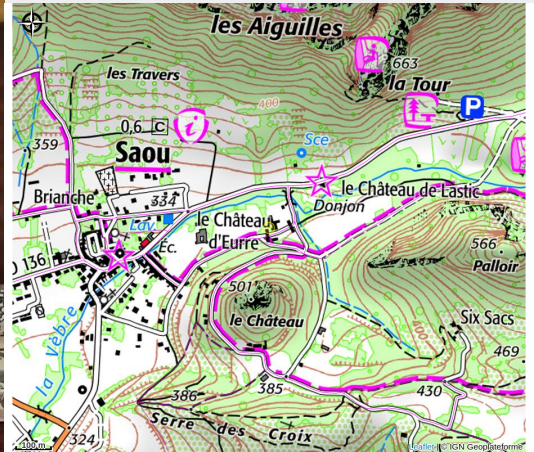 les Aiguilles
663
les Travers
la Tour
400
P
0,6 C
i
Sce
359
Saou
le Château de Lastic
Brianche
334
Donjon
Lav.
le Château
d'Eurre
Éc.
566
D 136
Palloir
501
le Château
Six Sacs
400
la Vèbre
469
386
385
430
Serre des Croix
324
100 m
Leaflet | © IGN Geoplateforme